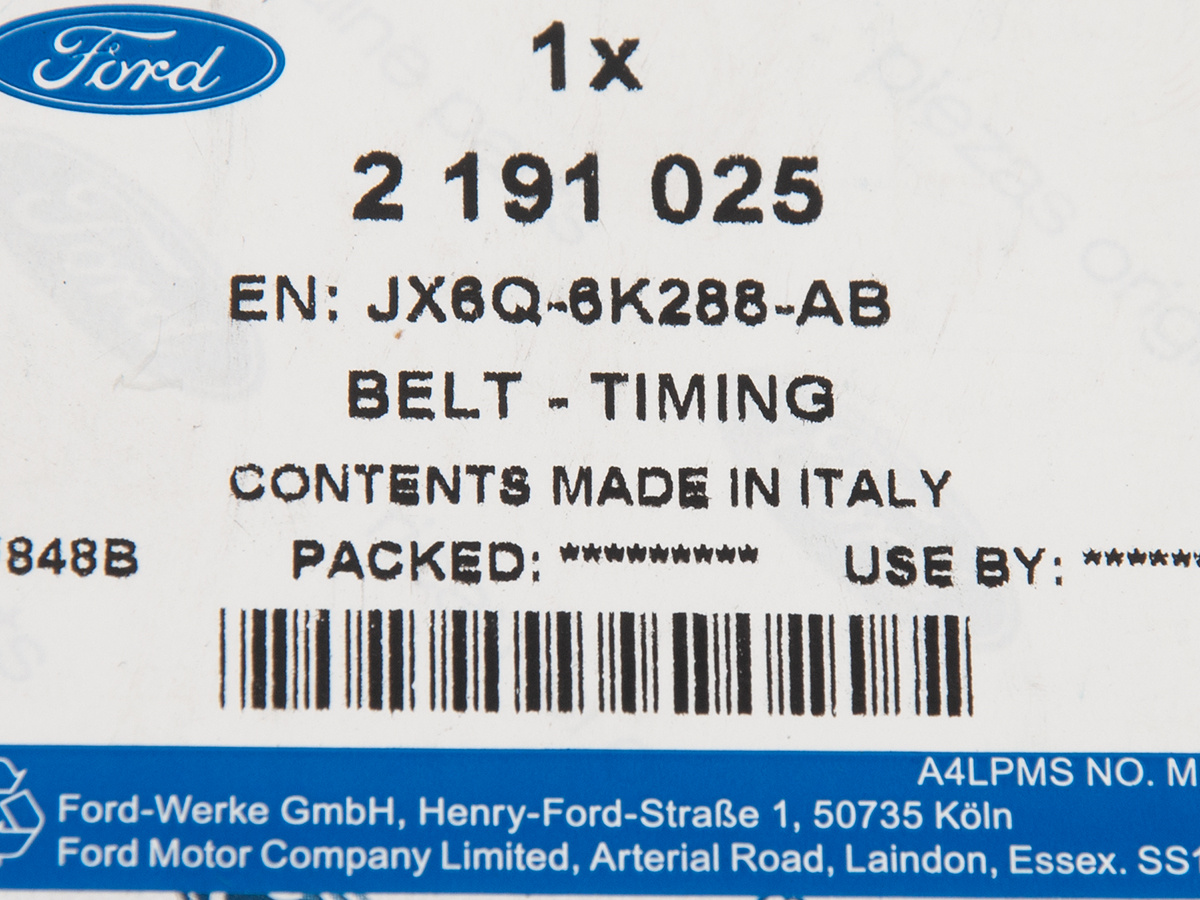 Ford
1x
2 191 025
EN: JX6Q-6K288-AB
BELT - TIMING
CONTENTS MADE IN ITALY
848B PACKED: ********* USE BY: ******
A4LPMS NO. M
Ford-Werke GmbH, Henry-Ford-Straße 1, 50735 Köln
Ford Motor Company Limited, Arterial Road, Laindon, Essex. SS1